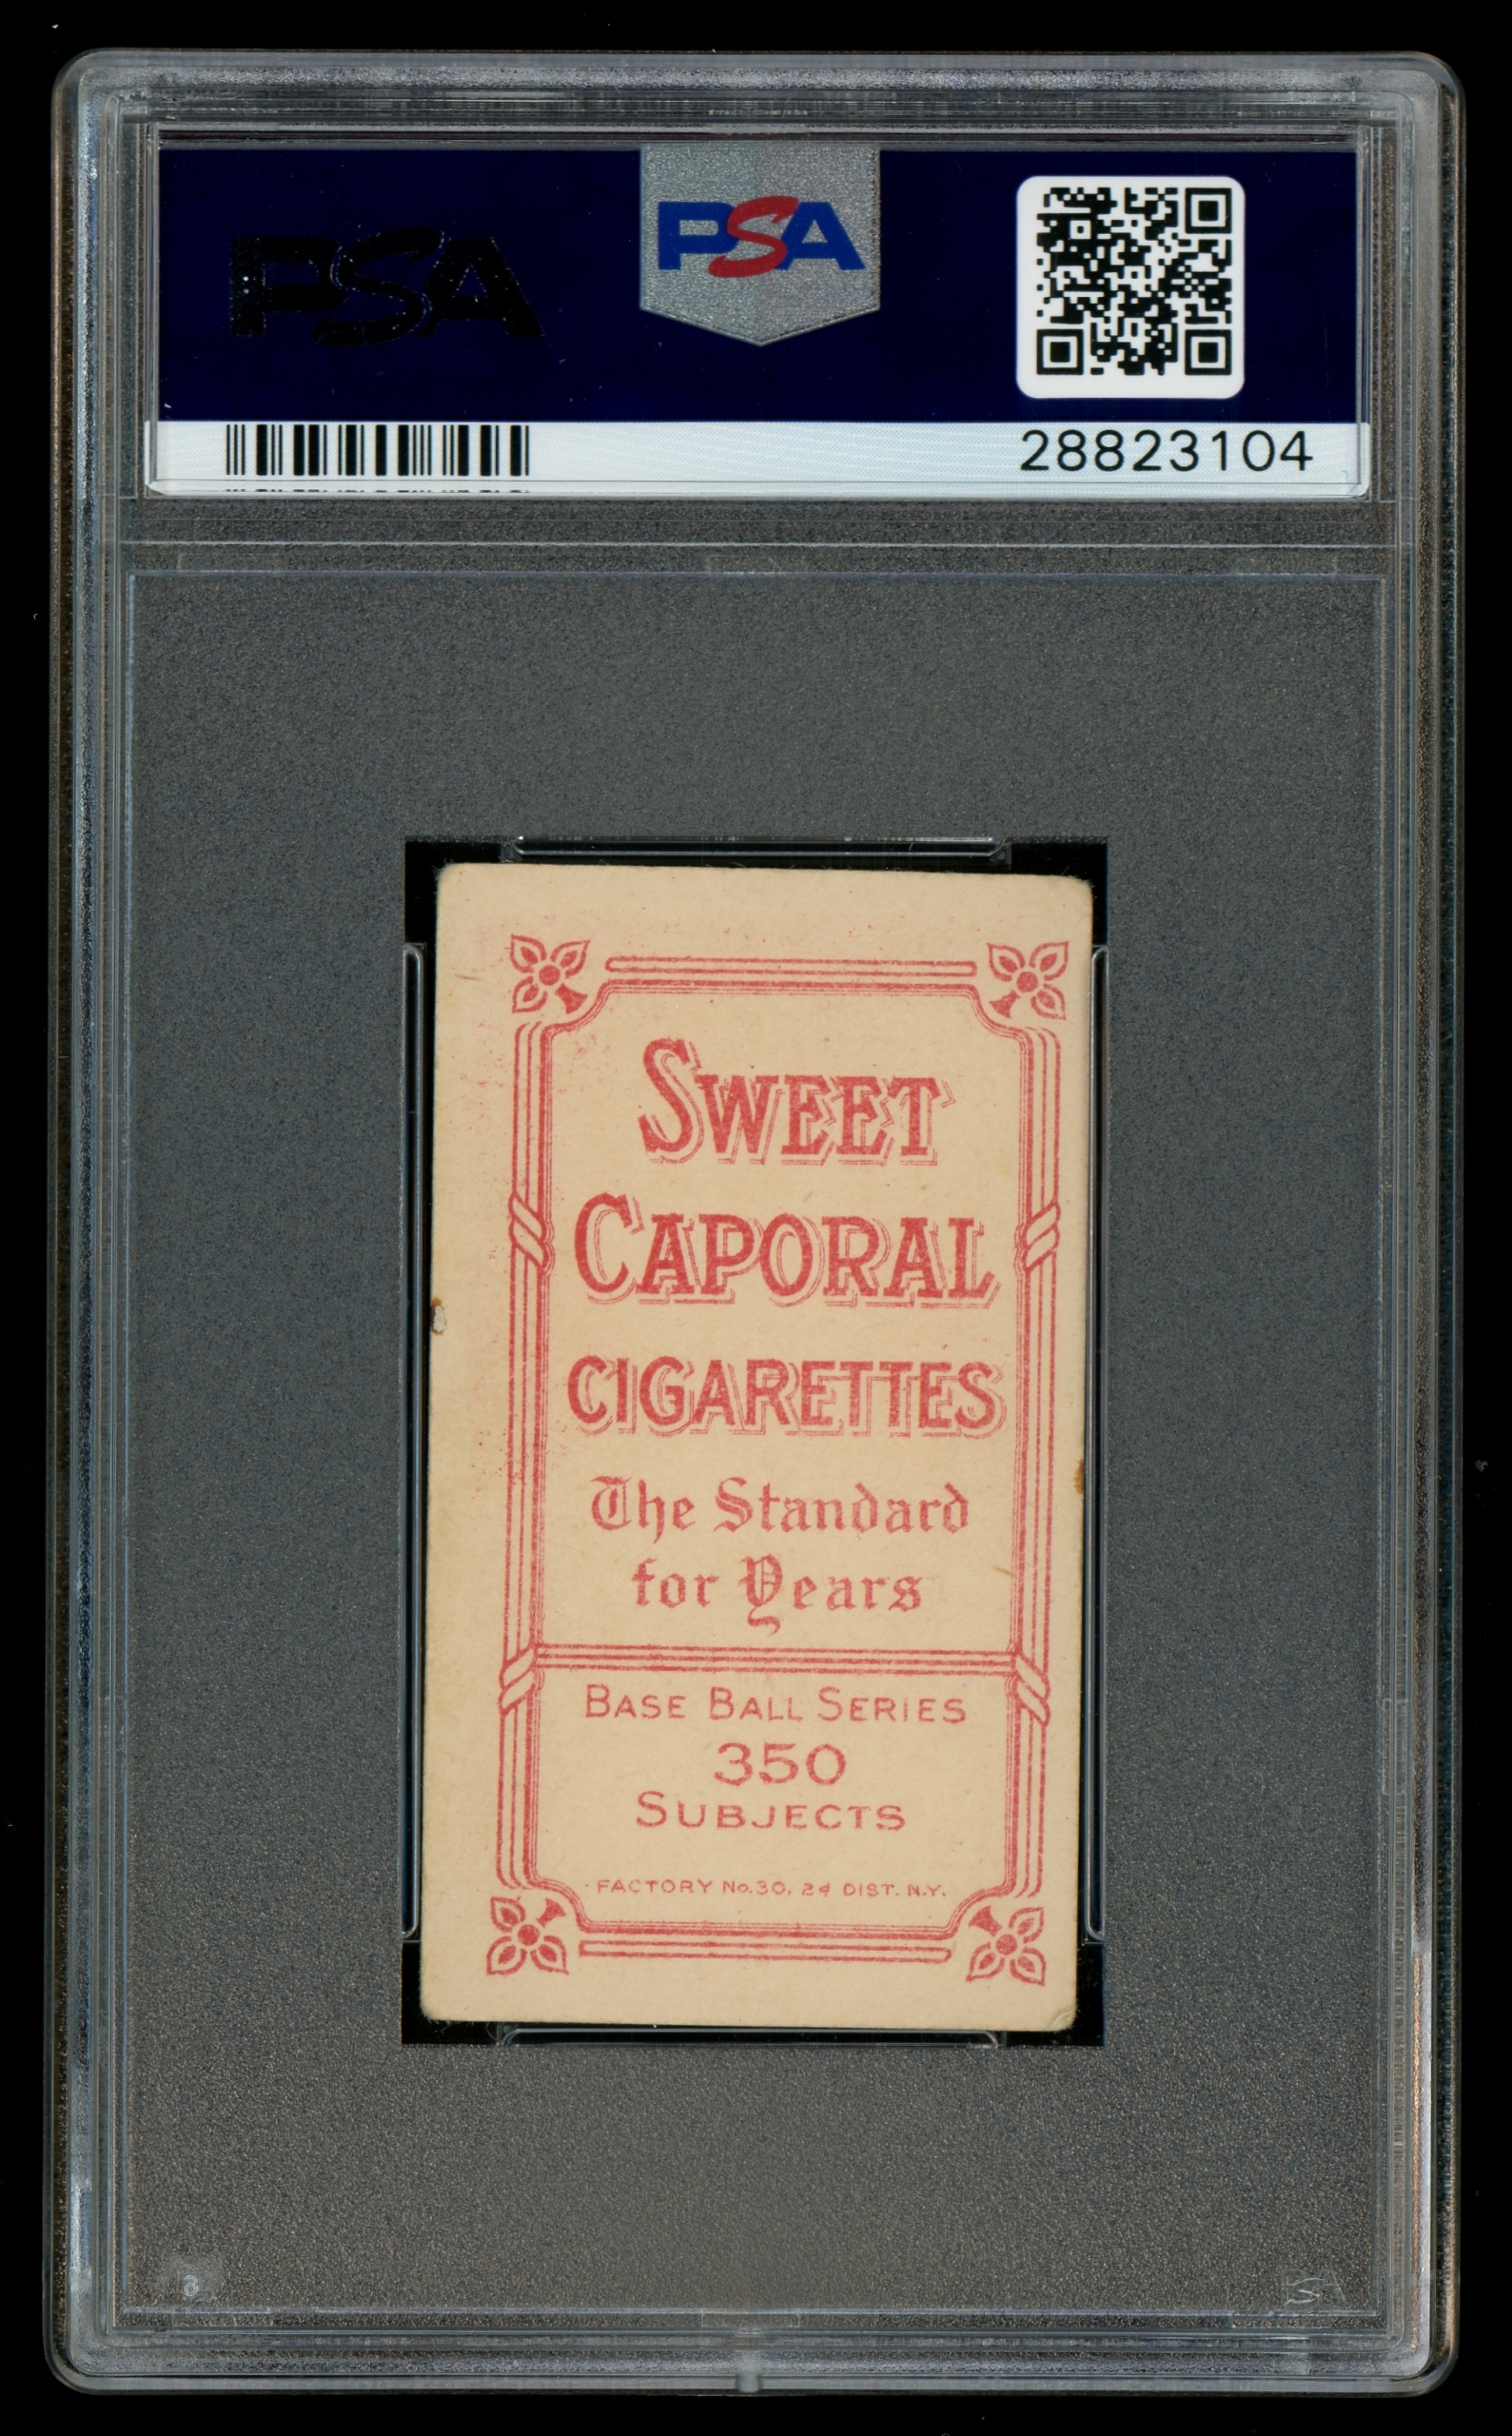 PSA
PSA
28823104
SWEET
CAPORAL
CIGARETTES
The Standard
for Years
BASE BALL SERIES
350
SUBJECTS
FACTORY No. 30, 2d DIST. N.Y.
PSA